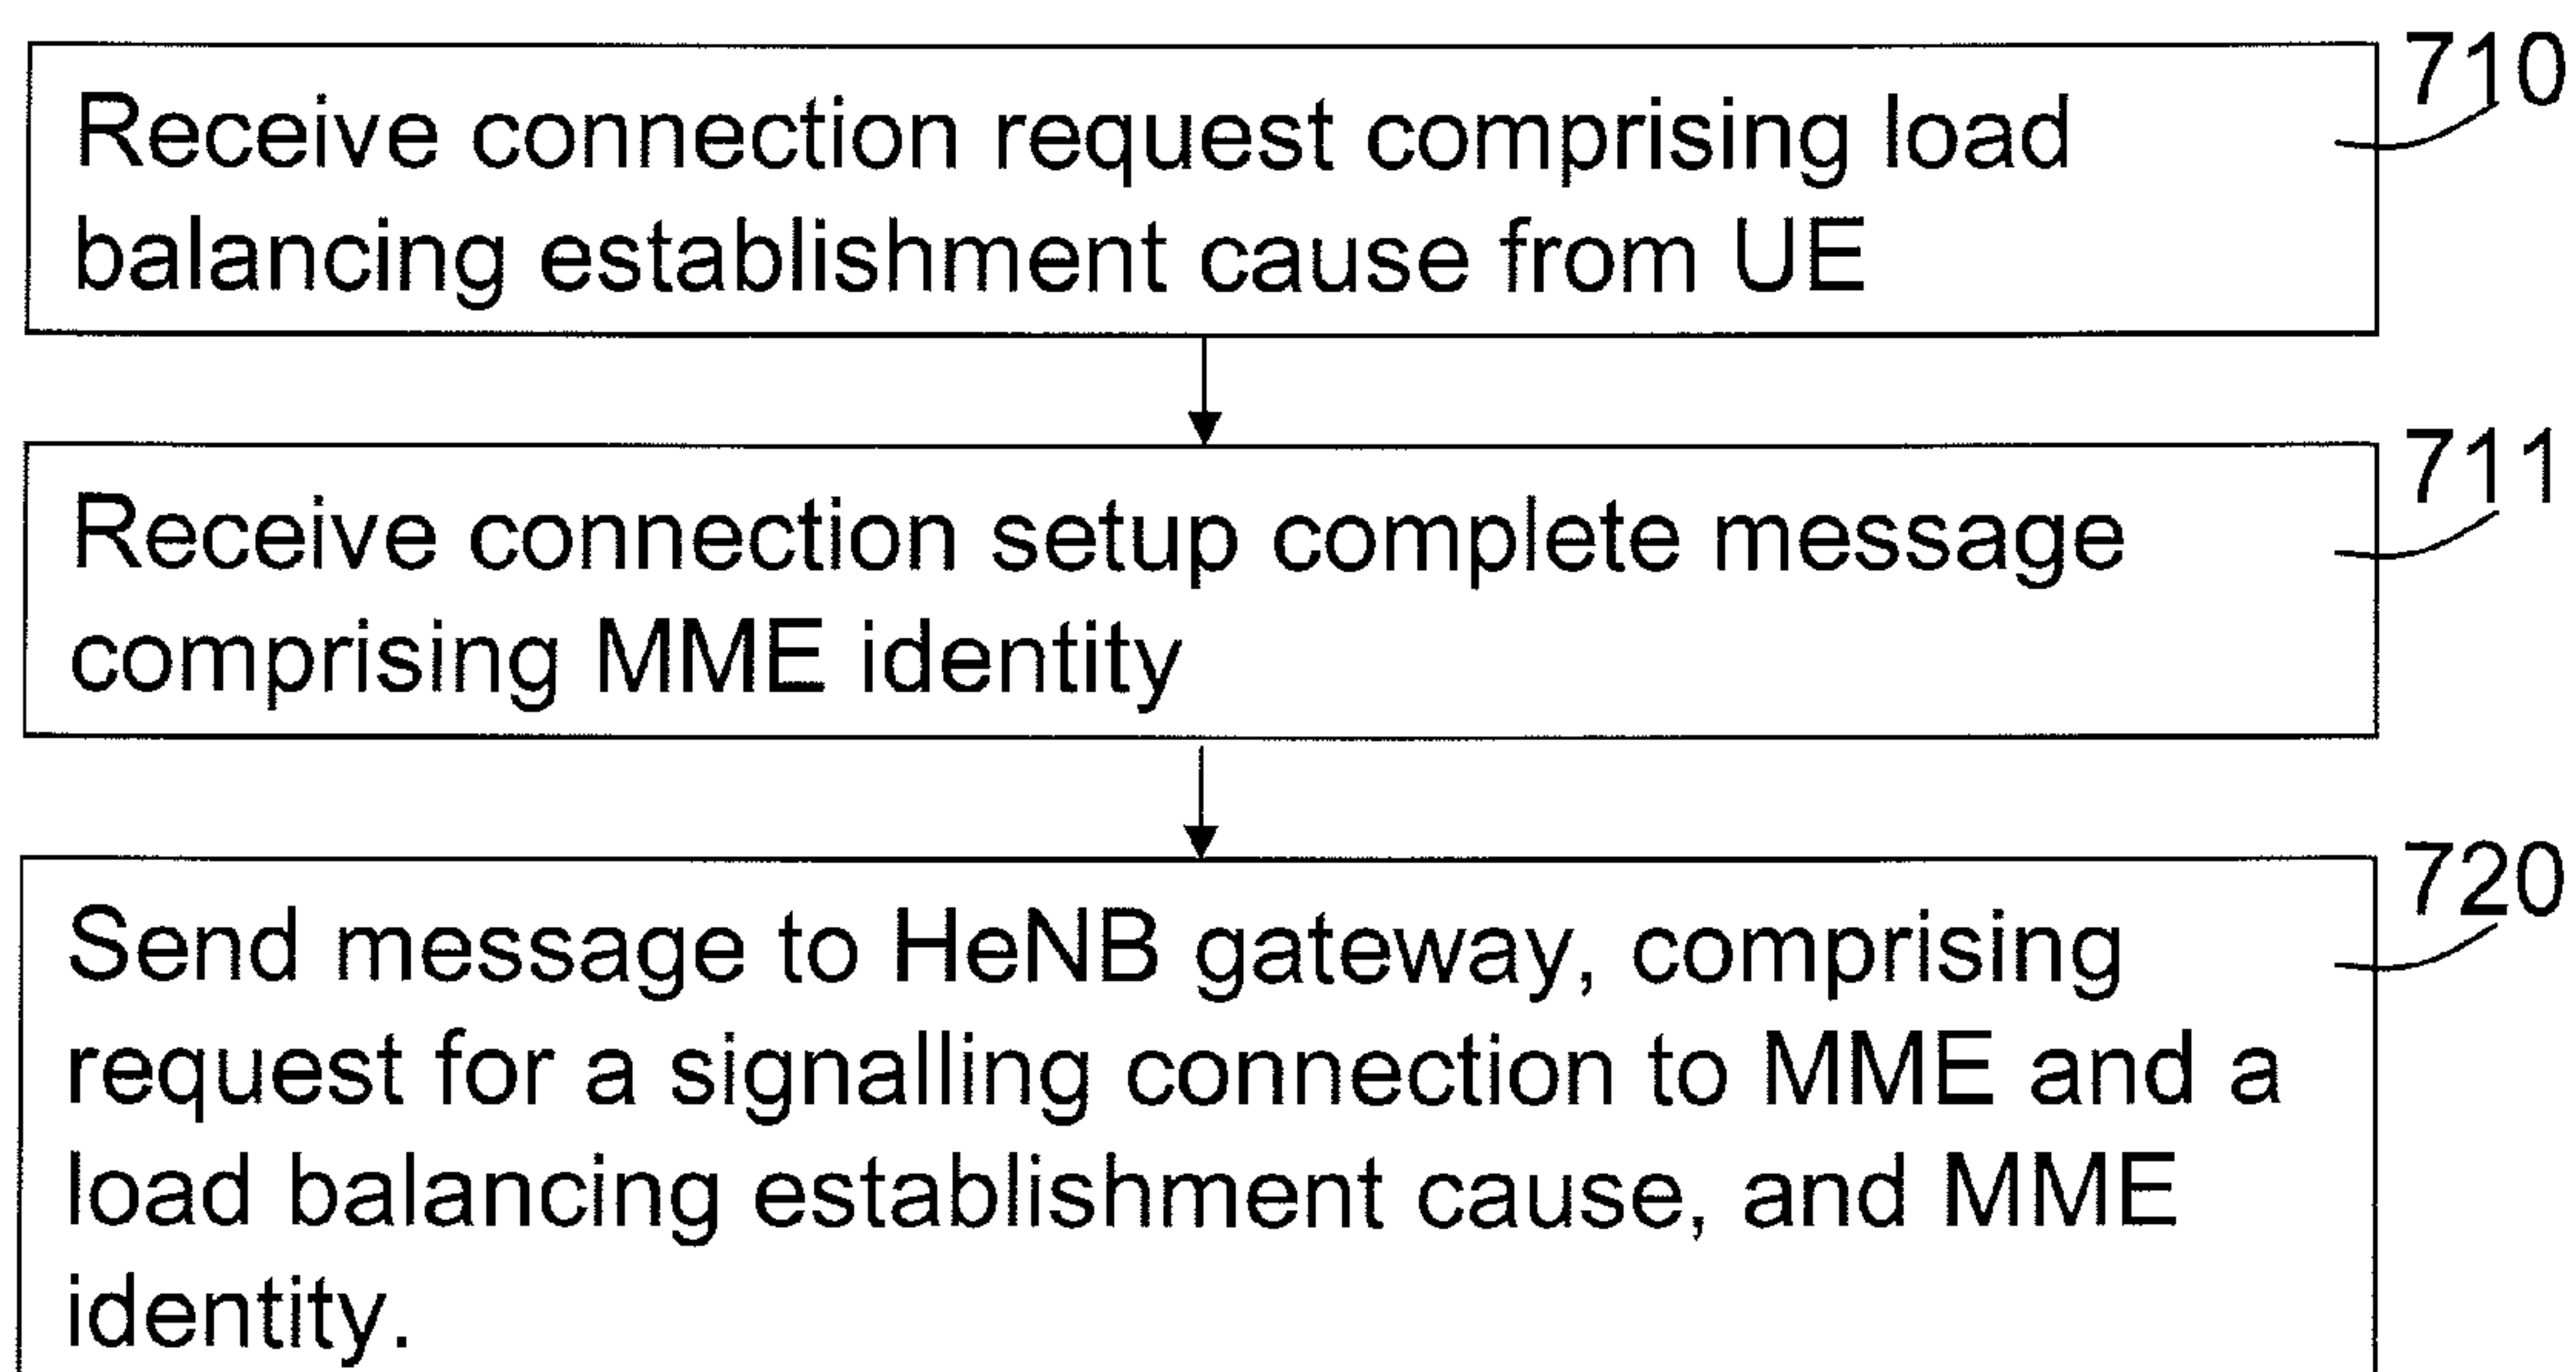 710
Receive connection request comprising load
balancing establishment cause from UE
711
Receive connection setup complete message
comprising MME identity
720
Send message to HeNB gateway, comprising
request for a signalling connection to MME and a
load balancing establishment cause, and MME
identity.